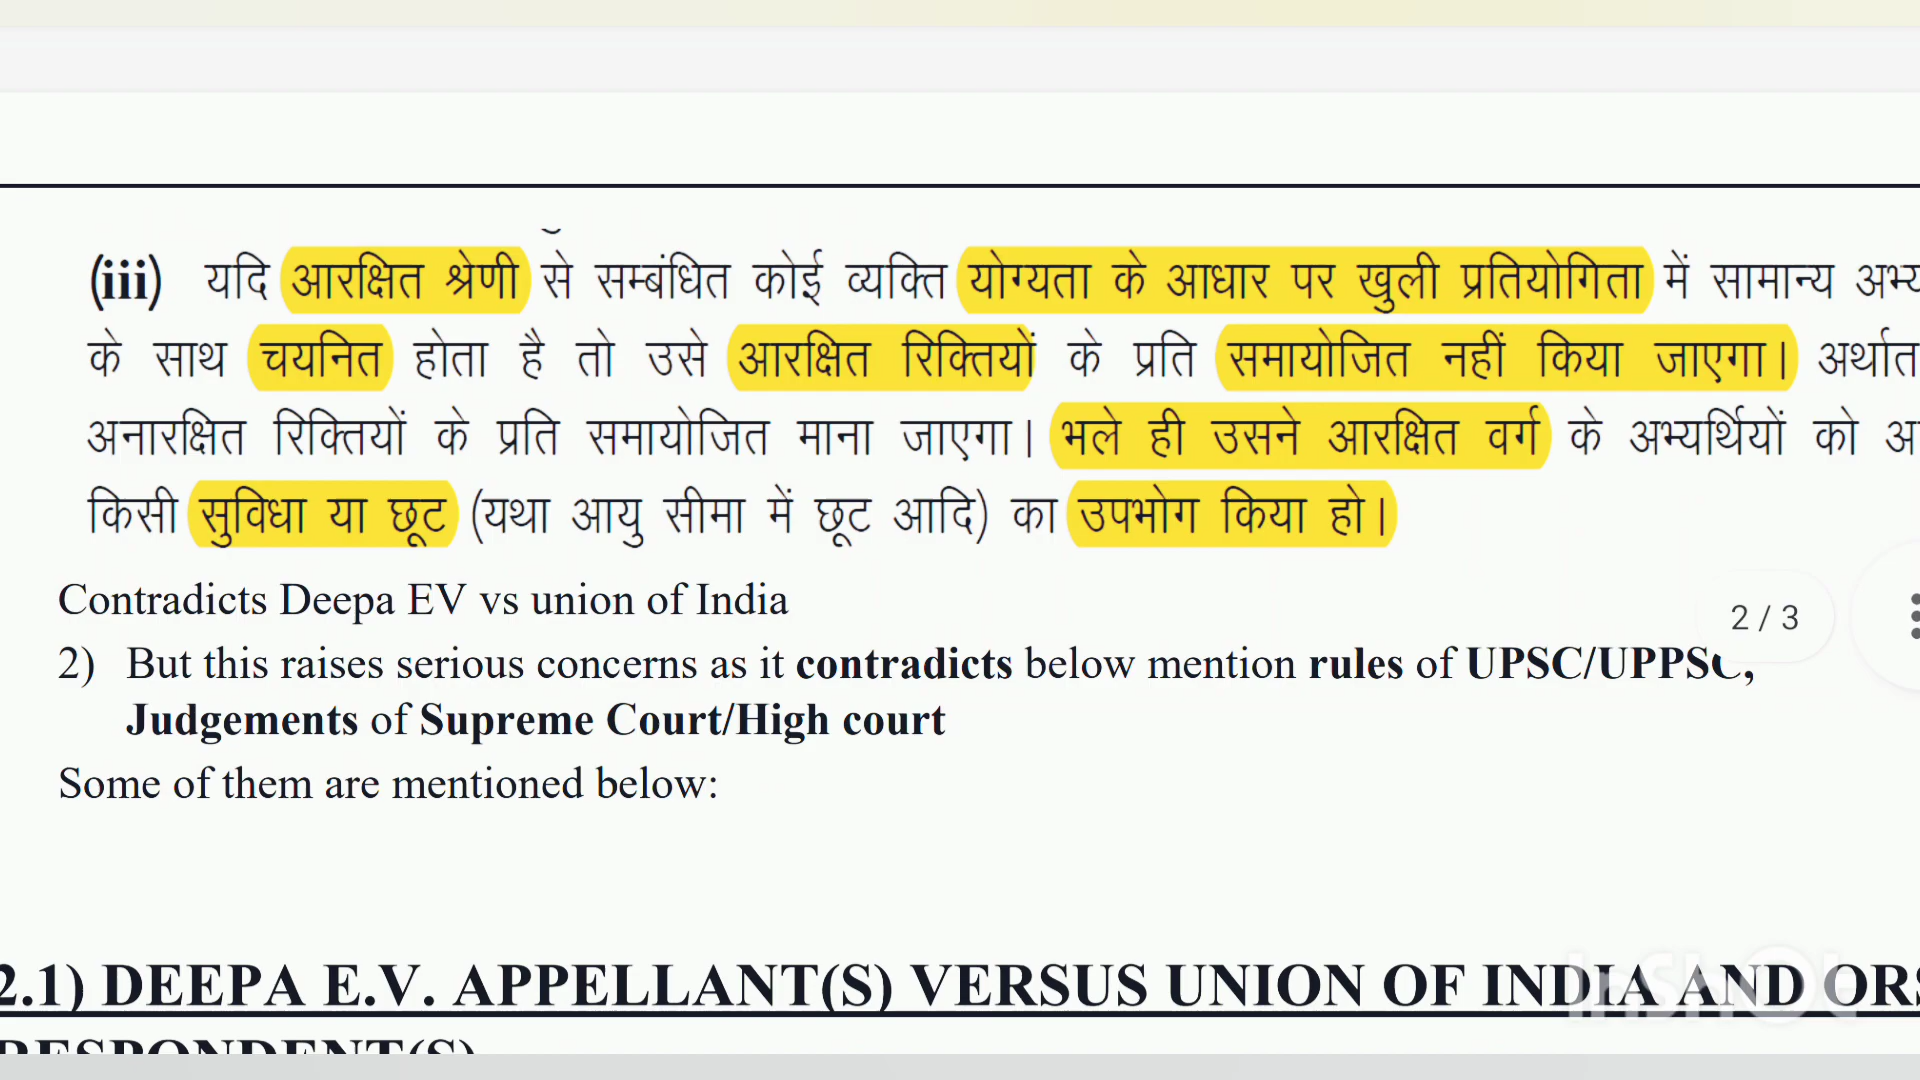 (iii) यदि आरक्षित श्रेणी से सम्बंधित कोई व्यक्ति योग्यता के आधार पर खुली प्रतियोगिता में सामान्य
के साथ चयनित होता है तो उसे आरक्षित रिक्तियों के प्रति समायोजित नहीं किया जाएगा। अर्थात
अनारक्षित रिक्तियों के प्रति समायोजित माना जाएगा। भले ही उसने आरक्षित वर्ग के अभ्यर्थियों को
किसी सुविधा या छूट (यथा आयु सीमा में छूट आदि) का उपभोग किया हो।
Contradicts Deepa EV vs union of India
2 / 3
2) But this raises serious concerns as it contradicts below mention rules of UPSC/UPPSC,
Judgements of Supreme Court/High court
Some of them are mentioned below:
2.1) DEEPA E.V. APPELLANT(S) VERSUS UNION OF INDIA AND ORS
InShOt
RESPONDENT(S)